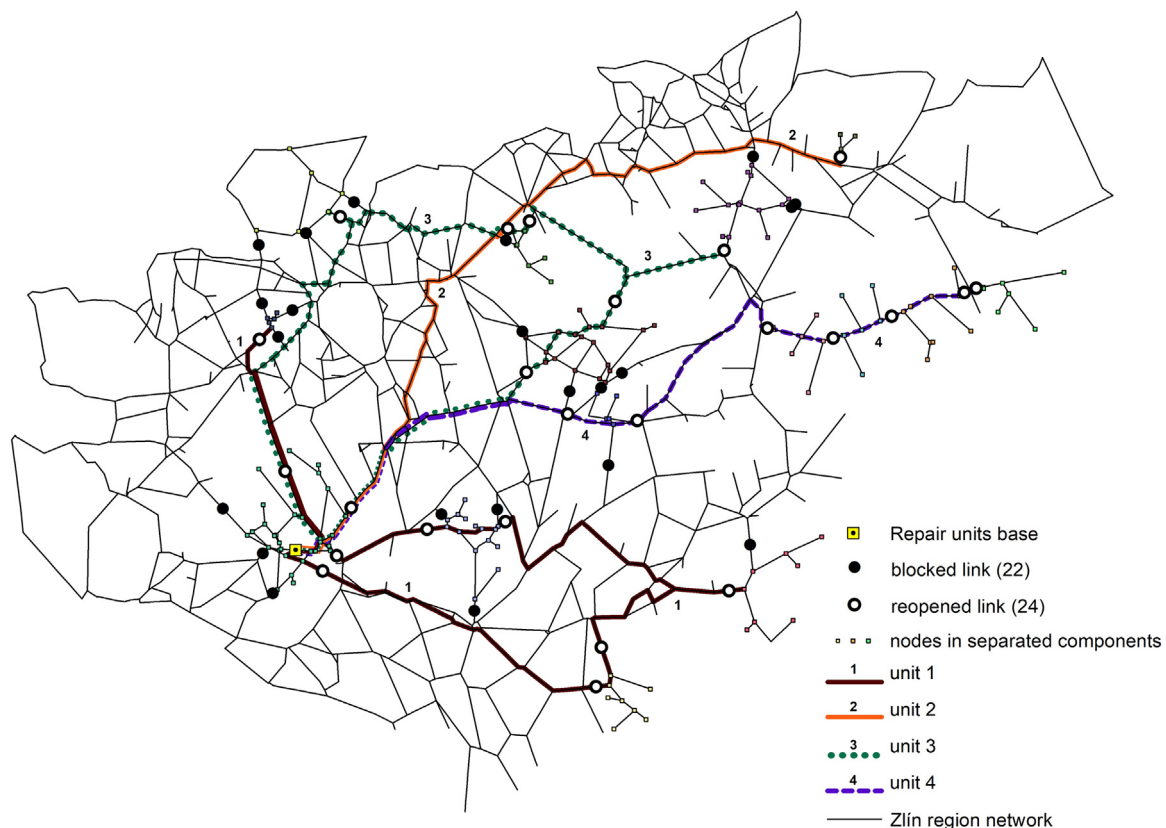 2
3
3
2
1
4
4
1
1
Repair units base
blocked link (22)
reopened link (24)
nodes in separated components
1 unit 1
2 unit 2
3 unit 3
4 unit 4
Zlín region network